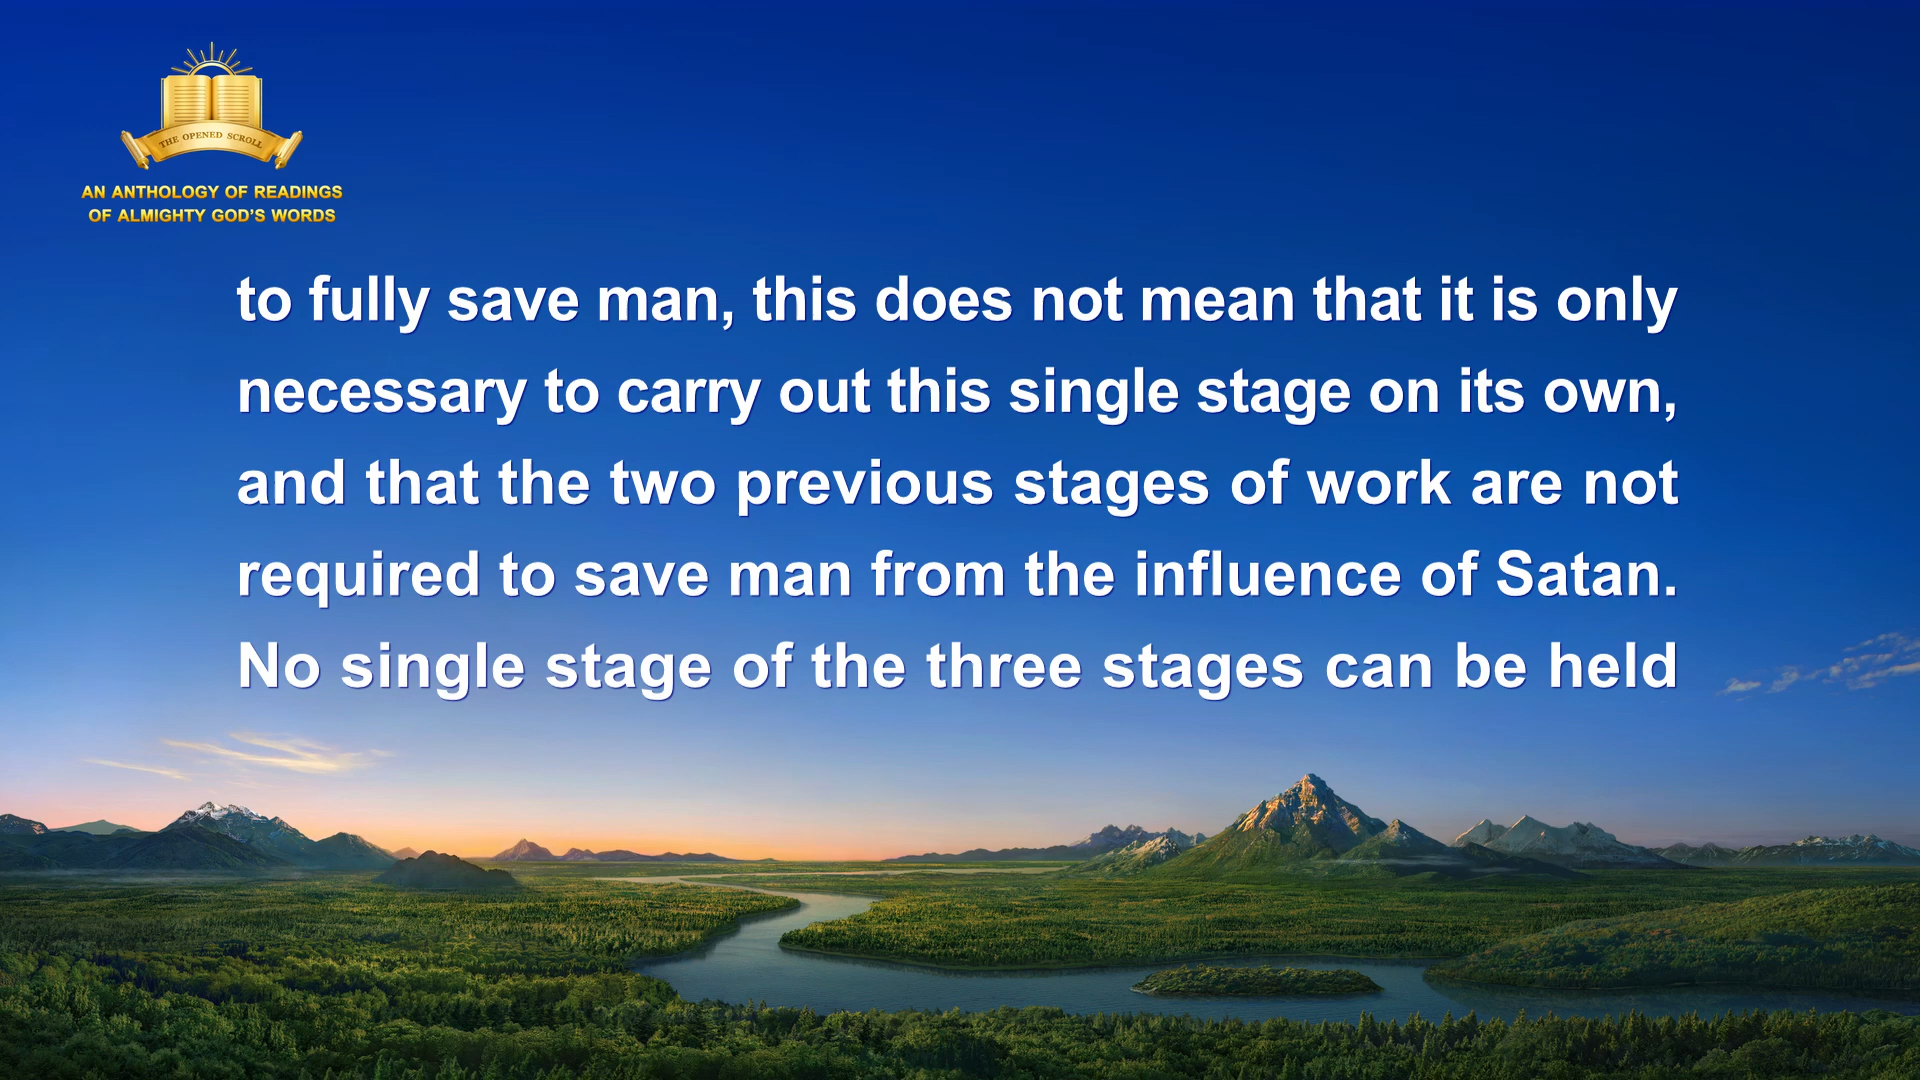 THE OPENED SCROLL
AN ANTHOLOGY OF READINGS
OF ALMIGHTY GOD'S WORDS
to fully save man, this does not mean that it is only
necessary to carry out this single stage on its own,
and that the two previous stages of work are not
required to save man from the influence of Satan.
No single stage of the three stages can be held